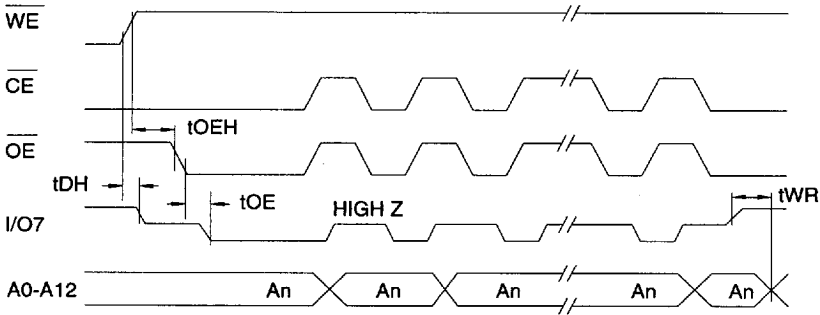 WE
CE
tOEH
OE
tDH
tOE
HIGH Z
tWR
I/O7
A0-A12
An
An
An
An
An